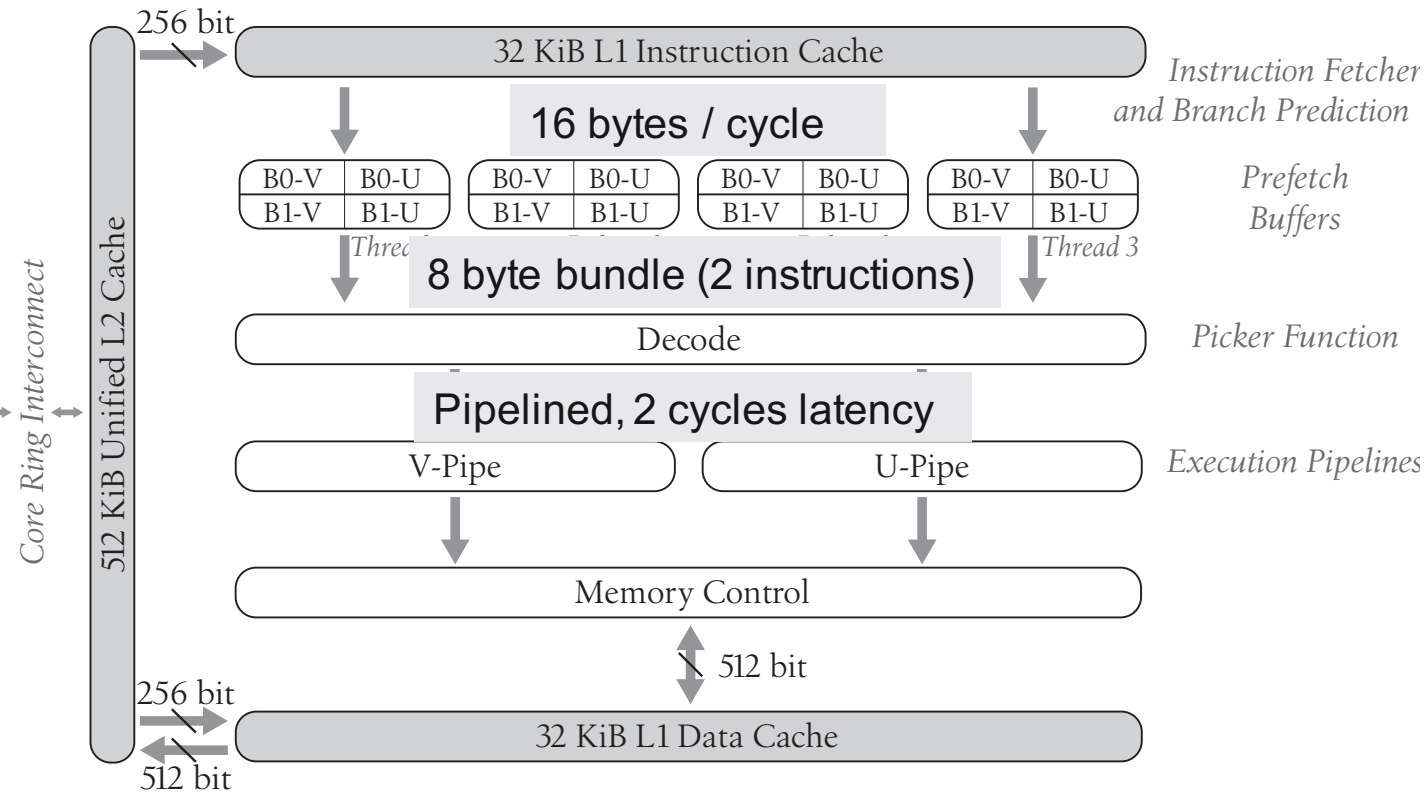 256 bit
32 KiB L1 Instruction Cache
Instruction Fetcher
and Branch Prediction
16 bytes / cycle
B0-V B0-U B0-V B0-U B0-V B0-U B0-V B0-U
B1-V B1-U B1-V B1-U B1-V B1-U B1-V B1-U
Prefetch
Buffers
Thread 3
8 byte bundle (2 instructions)
Decode
Picker Function
Pipelined, 2 cycles latency
V-Pipe
U-Pipe
Execution Pipelines
Core Ring Interconnect
512 KiB Unified L2 Cache
Memory Control
512 bit
256 bit
32 KiB L1 Data Cache
512 bit